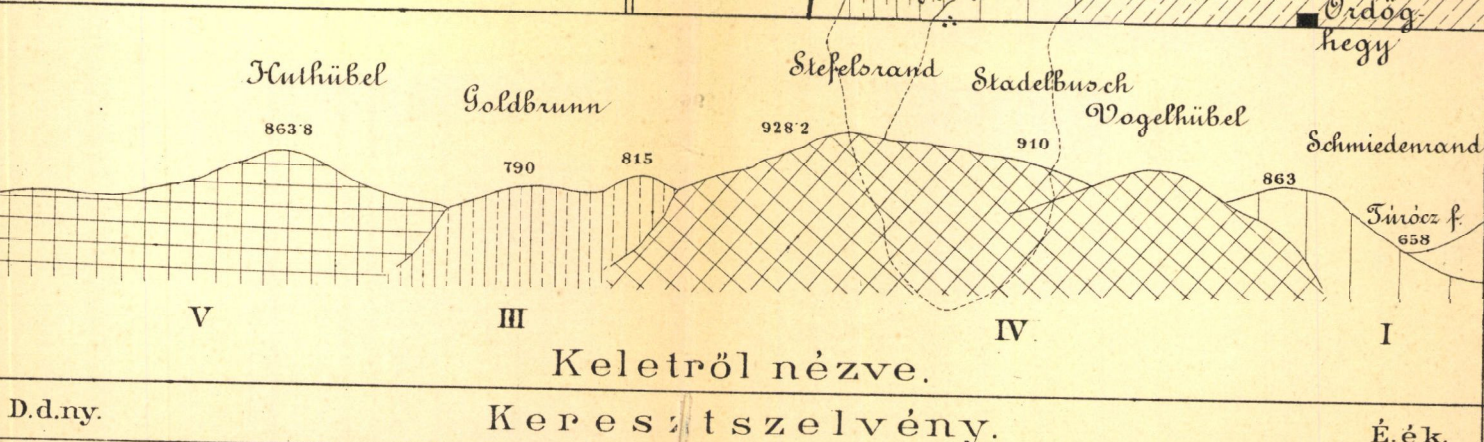 Ördög-
hegy
Huthübel
Goldbrunn
Stefelsrand
Stadelbusch
Vogelhübel
Schmiedenrand
863·8
790
815
928·2
910
863
Túrócz f.
658
V
III
IV
I
Keletről nézve.
D.d.ny.
Keresztszelvény.
É.ék.